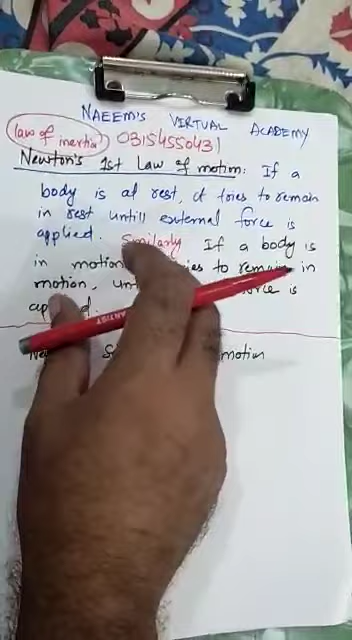 NAEEM'S VIRTUAL ACADEMY
law of inertia 03154550431
Newton's 1st Law of motion: If a
body is at rest, it tries to remain
in rest untill external force is
applied. Similarly If a body is
in motion to remain in
motion, is
motion